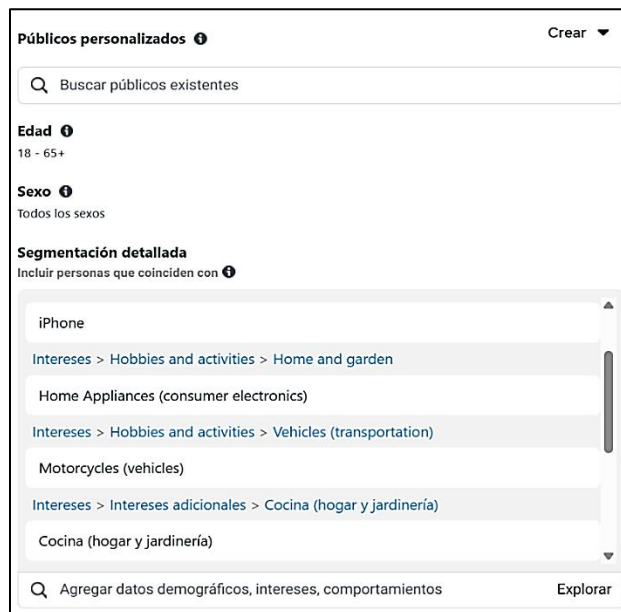 Públicos personalizados
Crear
Buscar públicos existentes
Edad
18 - 65+
Sexo
Todos los sexos
Segmentación detallada
Incluir personas que coinciden con
iPhone
Intereses > Hobbies and activities > Home and garden
Home Appliances (consumer electronics)
Intereses > Hobbies and activities > Vehicles (transportation)
Motorcycles (vehicles)
Intereses > Intereses adicionales > Cocina (hogar y jardinería)
Cocina (hogar y jardinería)
Agregar datos demográficos, intereses, comportamientos
Explorar